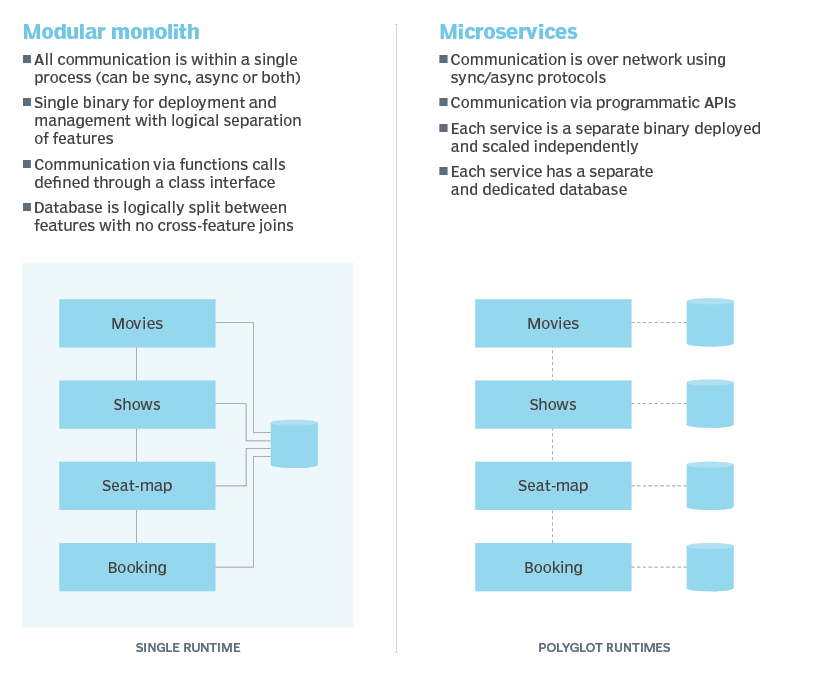 Modular monolith
All communication is within a single
process (can be sync, async or both)
Single binary for deployment and
management with logical separation
of features
Communication via functions calls
defined through a class interface
Database is logically split between
features with no cross-feature joins
Movies
Shows
Seat-map
Booking
SINGLE RUNTIME
Microservices
Communication is over network using
sync/async protocols
Communication via programmatic APIs
Each service is a separate binary deployed
and scaled independently
Each service has a separate
and dedicated database
Movies
Shows
Seat-map
Booking
POLYGLOT RUNTIMES